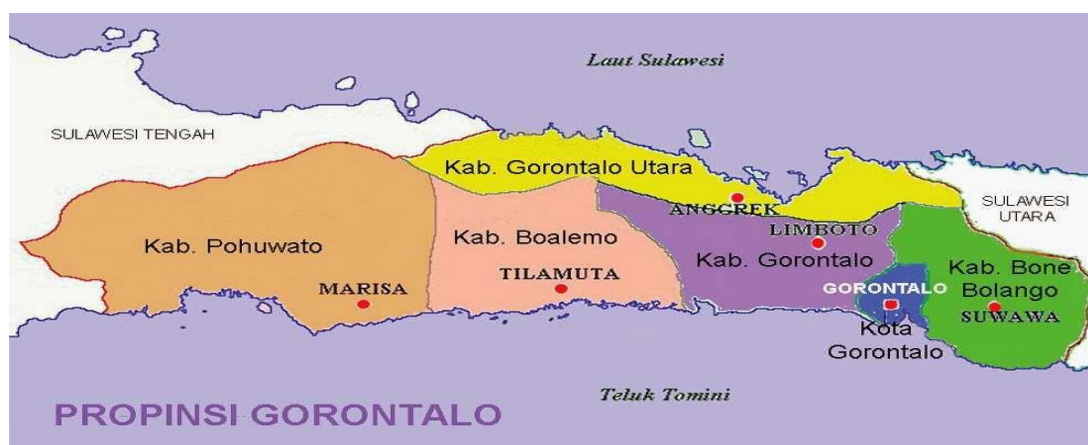 Laut Sulawesi
SULAWESI TENGAH
Kab. Gorontalo Utara
SULAWESI
UTARA
ANGGREK
LIMBOTO
Kab. Pohuwato
Kab. Boalemo
Kab. Gorontalo
Kab. Bone
Bolango
TILAMUTA
MARISA
GORONTALO
SUWAWA
Kota
Gorontalo
Teluk Tomini
PROPINSI GORONTALO